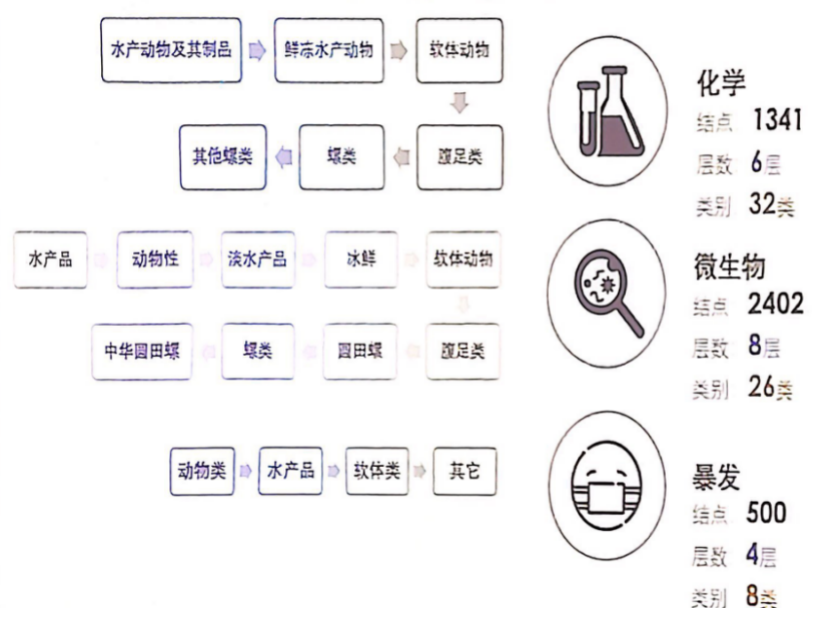 水产动物及其制品 鲜冻水产动物 软体动物
其他螺类 螺类 腹足类
化学
结点 1341
层数 6层
类别 32类
水产品 动物性 淡水产品 冰鲜 软体动物
中华圆田螺 螺类 圆田螺 腹足类
微生物
结点 2402
层数 8层
类别 26类
动物类 水产品 软体类 其它
暴发
结点 500
层数 4层
类别 8类